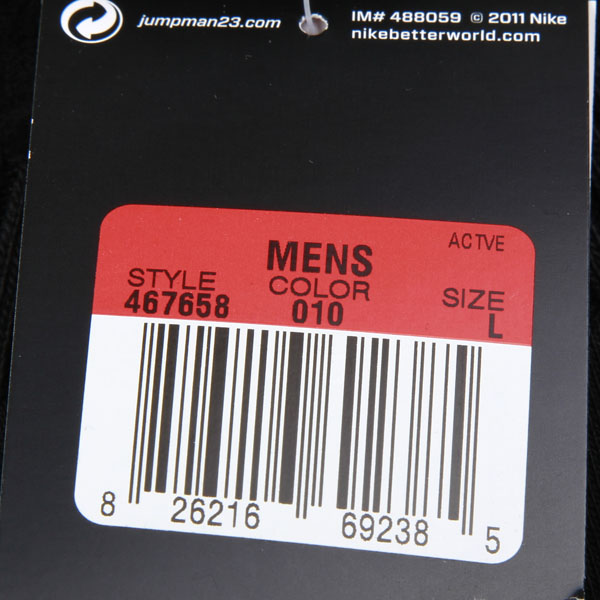 jumpman23.com
IM# 488059 © 2011 Nike
nikebetterworld.com
ACTVE
MENS
STYLE COLOR SIZE
467658 010 L
8 26216 69238 5